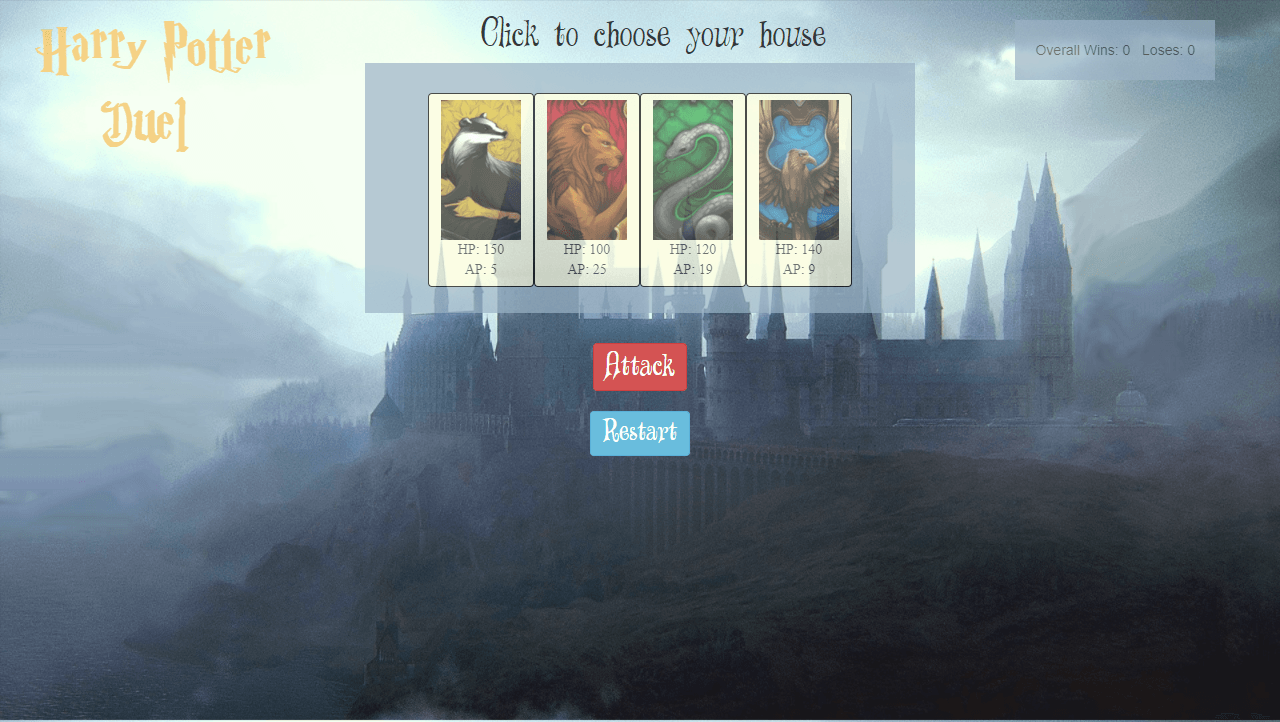 Harry Potter
Duel
Click to choose your house
Overall Wins: 0 Loses: 0
HP: 150
AP: 5
HP: 100
AP: 25
HP: 120
AP: 19
HP: 140
AP: 9
Attack
Restart